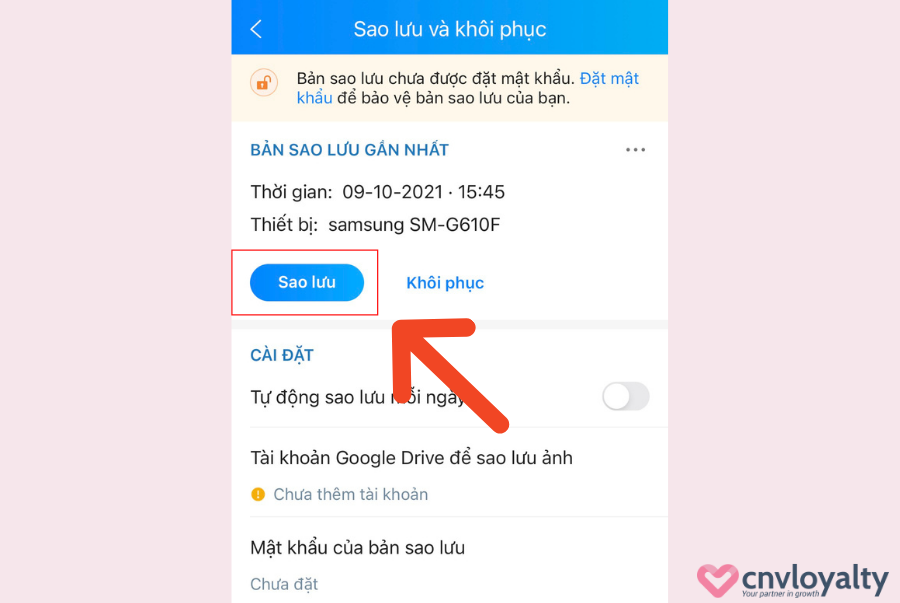 Sao lưu và khôi phục
Bản sao lưu chưa được đặt mật khẩu. Đặt mật
khẩu để bảo vệ bản sao lưu của bạn.
BẢN SAO LƯU GẦN NHẤT
Thời gian: 09-10-2021 · 15:45
Thiết bị: samsung SM-G610F
Sao lưu
Khôi phục
CÀI ĐẶT
Tự động sao lưu mỗi ngày
Tài khoản Google Drive để sao lưu ảnh
Chưa thêm tài khoản
Mật khẩu của bản sao lưu
Chưa đặt
cnvloyalty
Your partner in growth